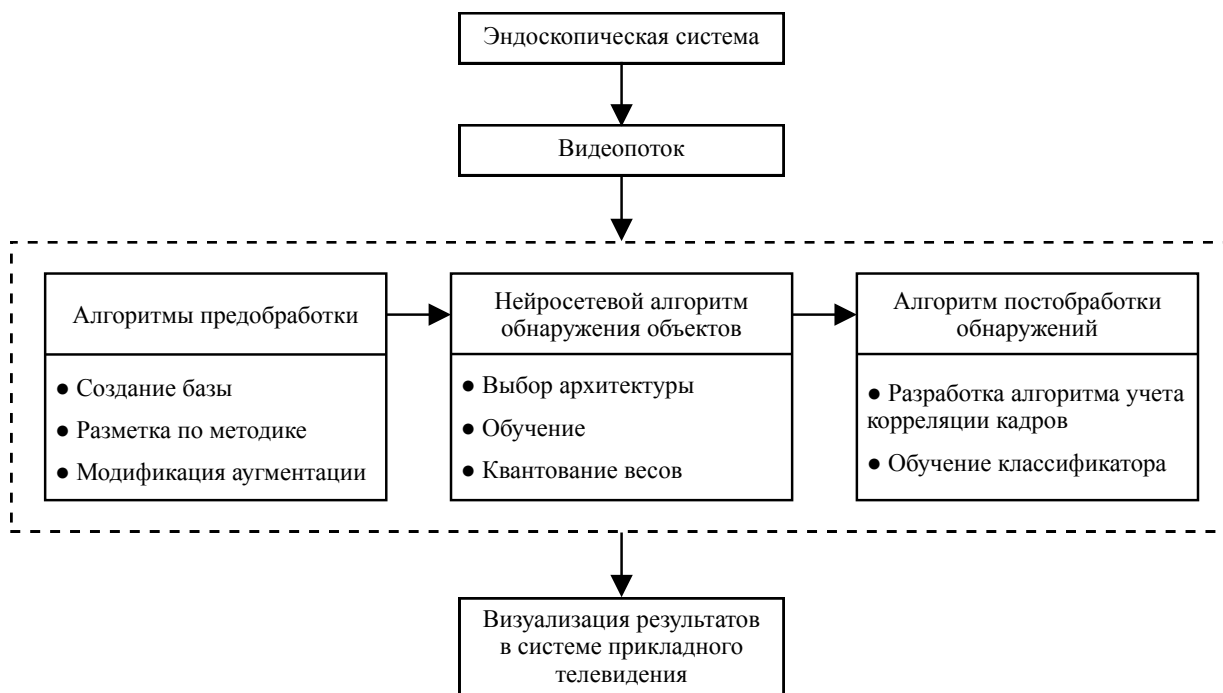 Эндоскопическая система
Видеопоток
Алгоритмы предобработки
● Создание базы
● Разметка по методике
● Модификация аугментации
Нейросетевой алгоритм
обнаружения объектов
● Выбор архитектуры
● Обучение
● Квантование весов
Алгоритм постобработки
обнаружений
● Разработка алгоритма учета
корреляции кадров
● Обучение классификатора
Визуализация результатов
в системе прикладного
телевидения